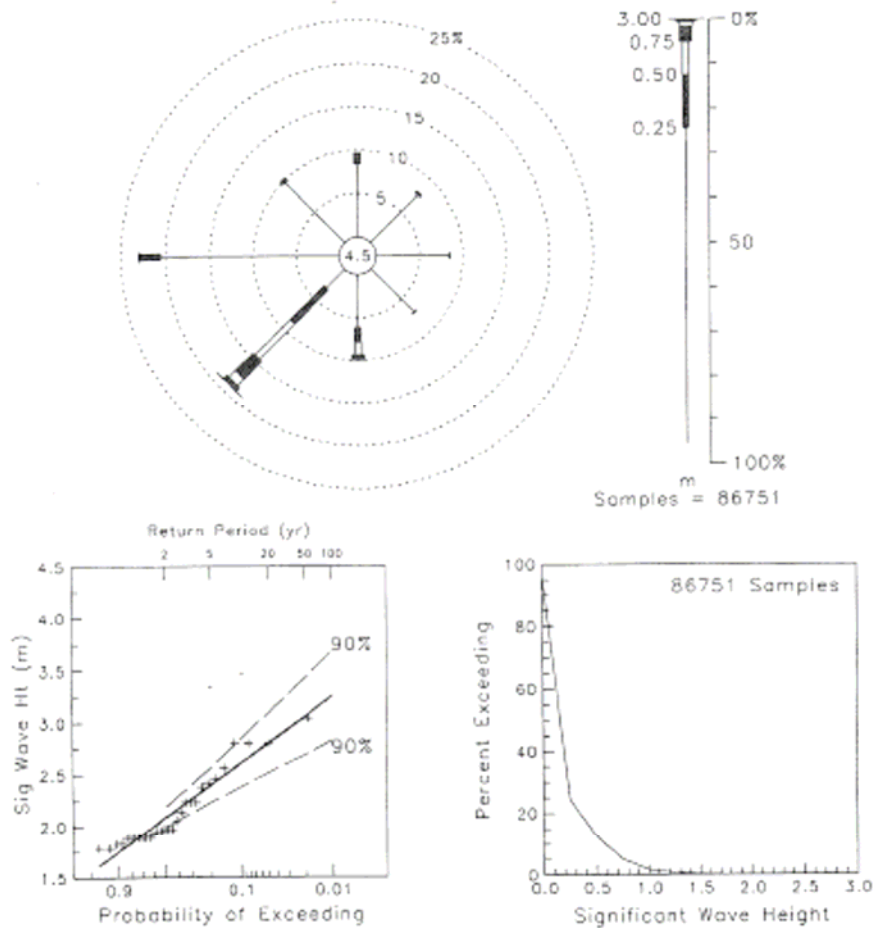 25%
20
15
10
5
4.5
3.00
0.75
0.50
0.25
0%
50
100%
m
Samples = 86751
Return Period (yr)
2 5 10 20 50 100
4.5
4.0
3.5
3.0
2.5
2.0
1.5
Sig Wave Ht (m)
90%
90%
0.9 0.1 0.01
Probability of Exceeding
100
80
60
40
20
0
Percent Exceeding
86751 Samples
0.0 0.5 1.0 1.5 2.0 2.5 3.0
Significant Wave Height